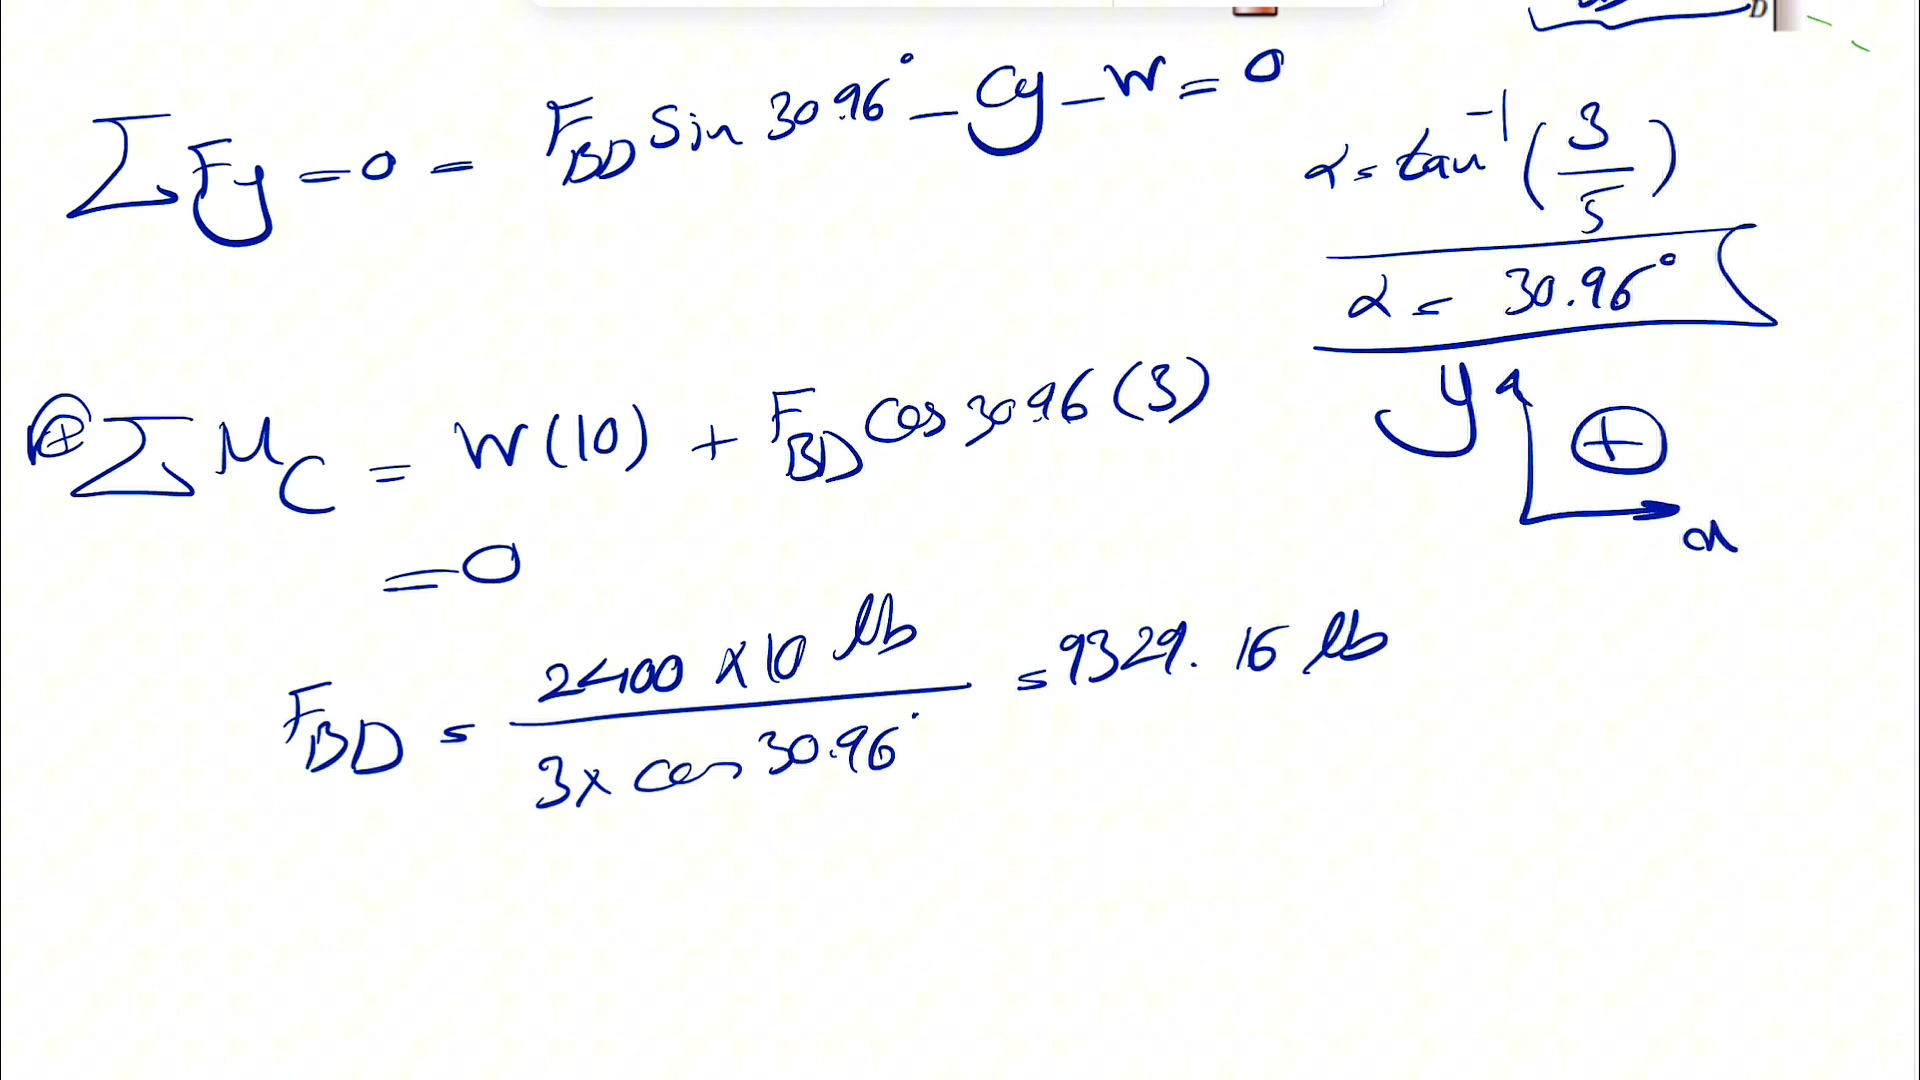 D
ΣFy = 0 = F_BD Sin 30.96° - Cy - W = 0
α = tan⁻¹(3/5)
α = 30.96°
⊕ ΣM_C = W(10) + F_BD Cos 30.96 (3)
= 0
y ⊕ x
F_BD = 2400 × 10 lb / 3 × cos 30.96° = 9329.16 lb